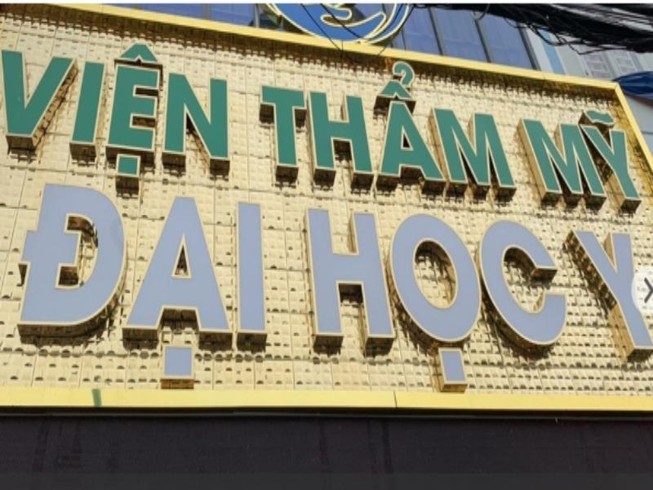 VIỆN THẨM MỸ
ĐẠI HỌC Y